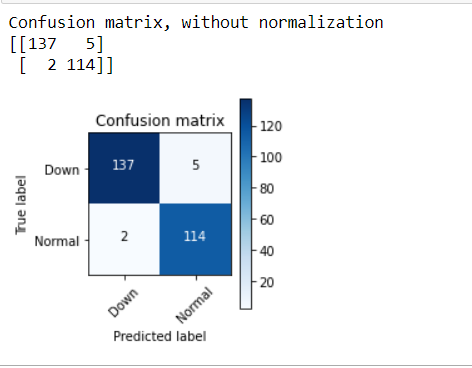 Confusion matrix, without normalization
[[137   5]
 [  2 114]]
Confusion matrix
True label
Down
137
5
Normal
2
114
Down
Normal
Predicted label
120
100
80
60
40
20